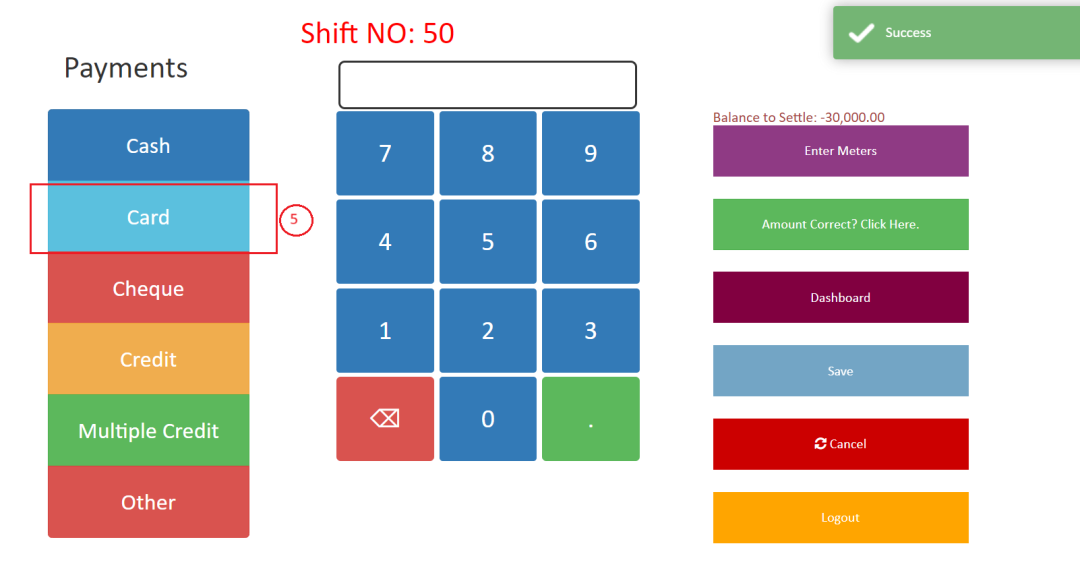 Shift NO: 50
Success
Payments
Balance to Settle: -30,000.00
Cash
Card
5
Cheque
Credit
Multiple Credit
Other
7 8 9
4 5 6
1 2 3
⌫ 0 .
Enter Meters
Amount Correct? Click Here.
Dashboard
Save
Cancel
Logout